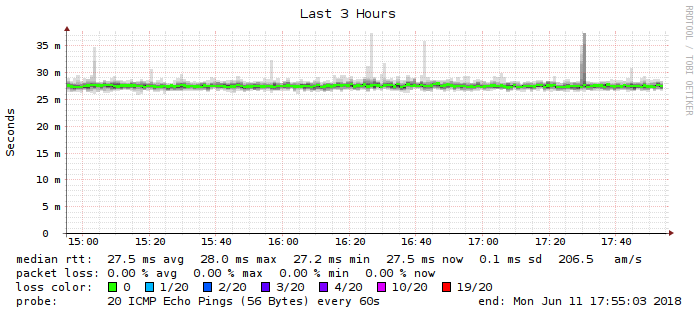 Last 3 Hours
RRDTOOL / TOBI OETIKER
Seconds
35 m
30 m
25 m
20 m
15 m
10 m
5 m
0
15:00 15:20 15:40 16:00 16:20 16:40 17:00 17:20 17:40
median rtt: 27.5 ms avg 28.0 ms max 27.2 ms min 27.5 ms now 0.1 ms sd 206.5 am/s
packet loss: 0.00 % avg 0.00 % max 0.00 % min 0.00 % now
loss color: 0 1/20 2/20 3/20 4/20 10/20 19/20
probe: 20 ICMP Echo Pings (56 Bytes) every 60s end: Mon Jun 11 17:55:03 2018